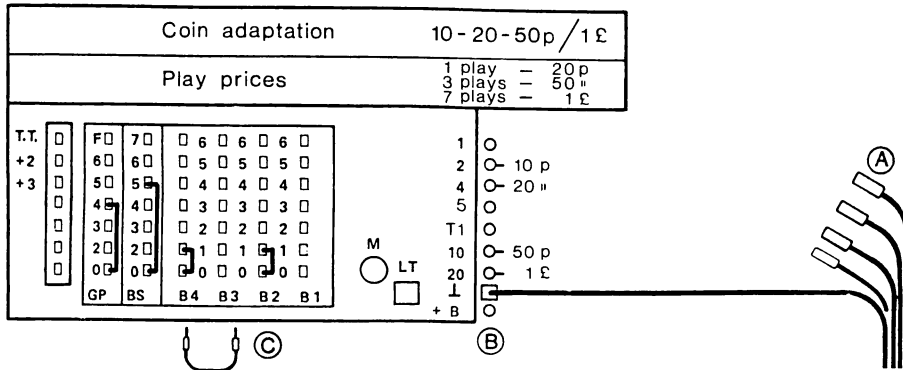 Coin adaptation 10-20-50p/1£
Play prices
1 play — 20p
3 plays — 50"
7 plays — 1£
T.T. F 7 6 6 6 6 1
+2 6 6 5 5 5 5 2 10 p
+3 5 5 4 4 4 4 4 20 "
4 4 3 3 3 3 5
3 3 2 2 2 2 T1
2 2 1 1 1 1 10 50 p
0 0 0 0 0 0 20 1£
GP BS B4 B3 B2 B1 M LT ⊥
+ B
A
B
C